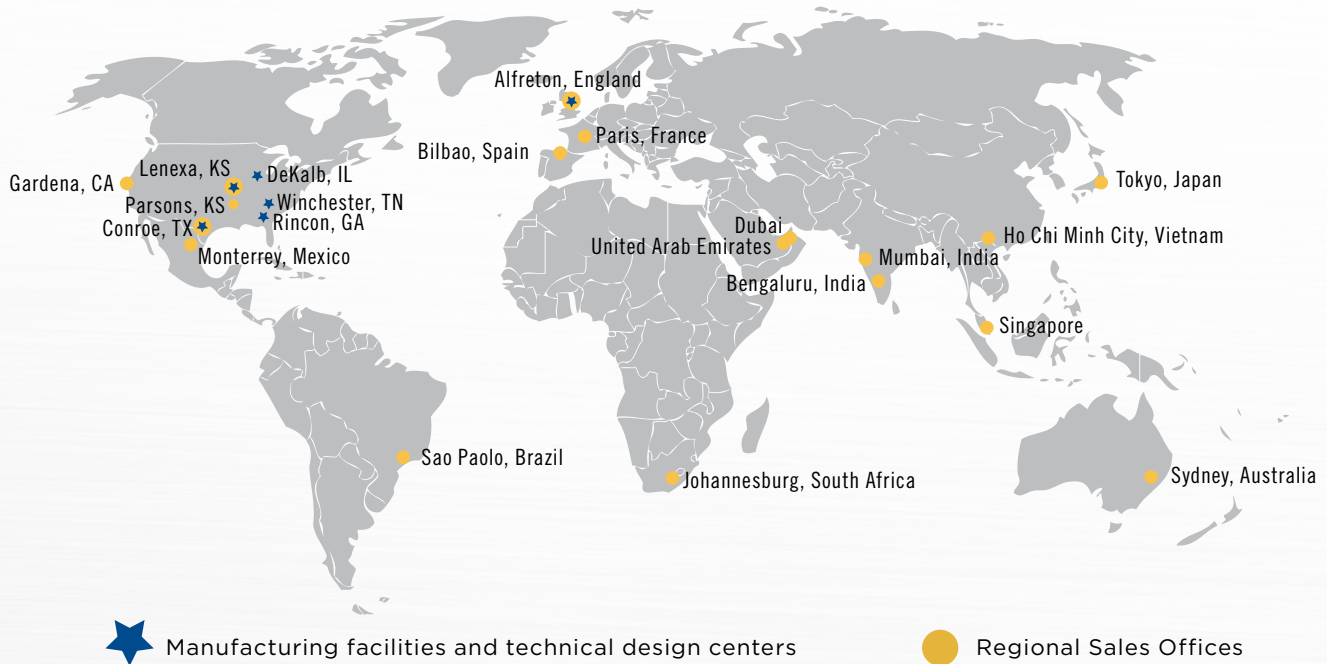 Alfreton, England
Paris, France
Bilbao, Spain
Lenexa, KS
DeKalb, IL
Gardena, CA
Tokyo, Japan
Parsons, KS
Winchester, TN
Rincon, GA
Conroe, TX
Monterrey, Mexico
Dubai
United Arab Emirates
Ho Chi Minh City, Vietnam
Mumbai, India
Bengaluru, India
Singapore
Sao Paolo, Brazil
Johannesburg, South Africa
Sydney, Australia
Manufacturing facilities and technical design centers
Regional Sales Offices